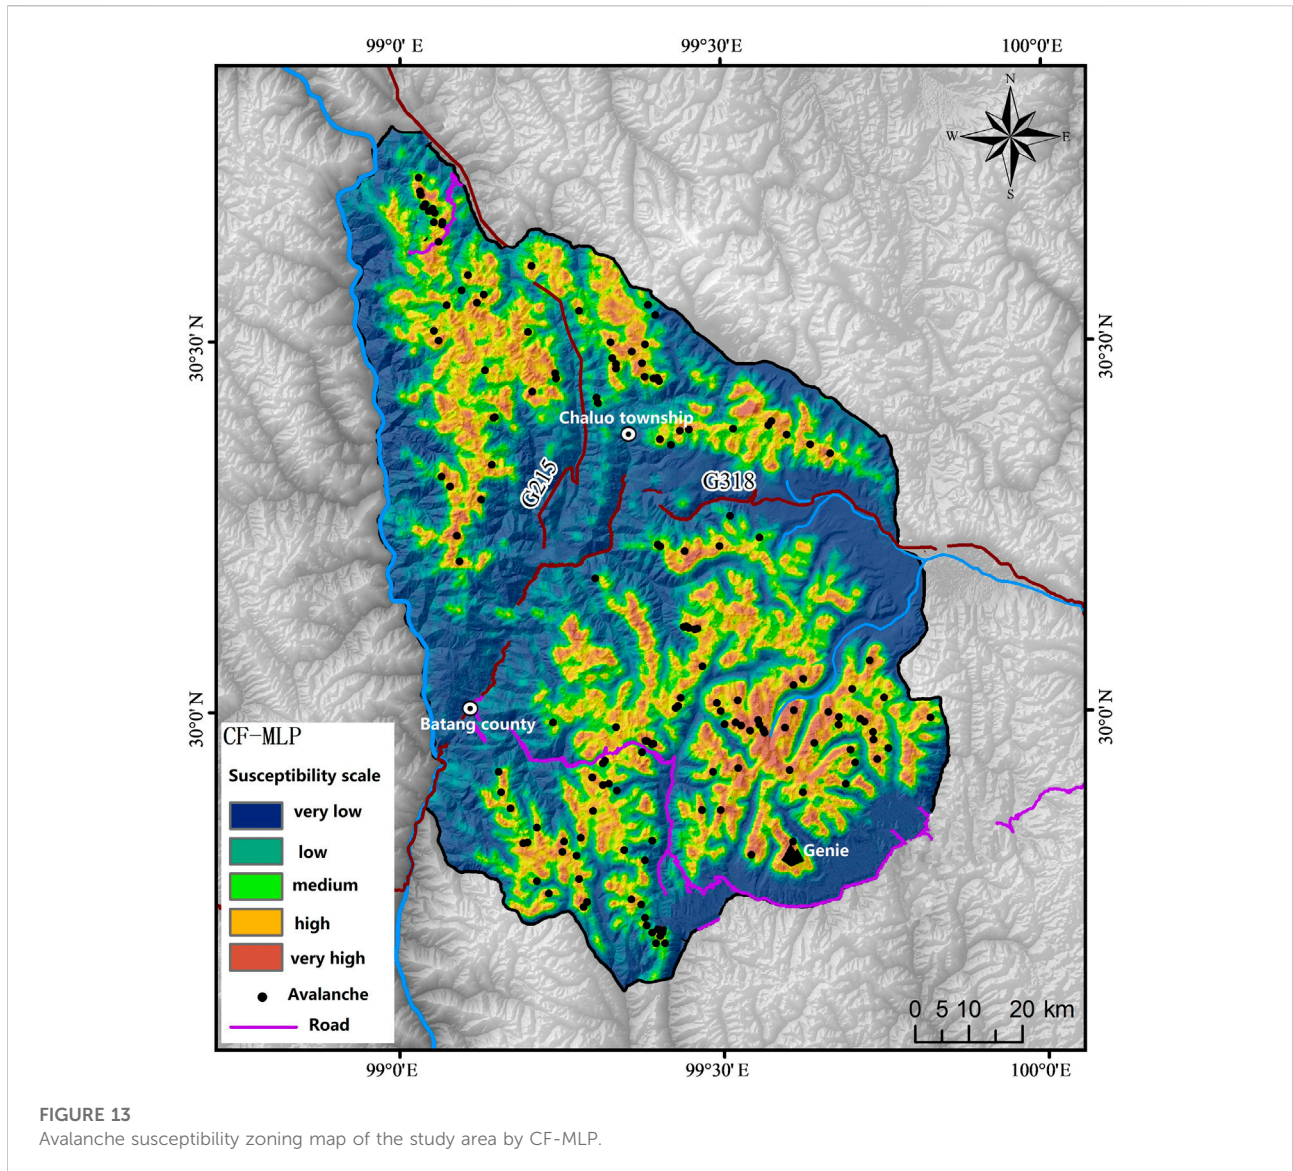 99°0' E
99°30' E
100°0'E
N
W
E
S
30°30' N
30°30' N
Chaluo township
G215
G318
30°0' N
30°0' N
Batang county
Genie
CF-MLP
Susceptibility scale
very low
low
medium
high
very high
Avalanche
Road
0 5 10 20 km
99°0' E
99°30' E
100°0' E
FIGURE 13
Avalanche susceptibility zoning map of the study area by CF-MLP.